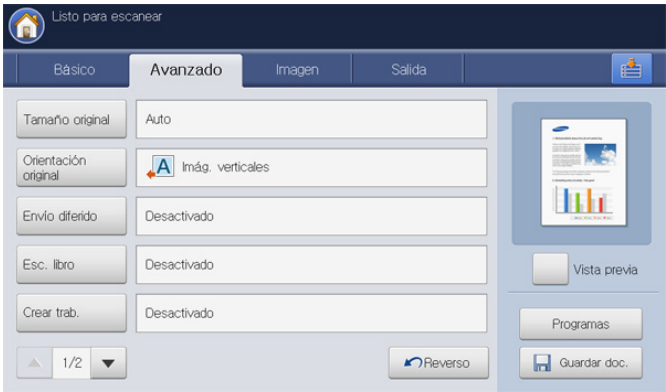 Listo para escanear
Básico
Avanzado
Imagen
Salida
Tamaño original
Auto
Orientación
original
A
Imág. verticales
Envío diferido
Desactivado
Esc. libro
Desactivado
Crear trab.
Desactivado
1/2
Reverso
Vista previa
Programas
Guardar doc.